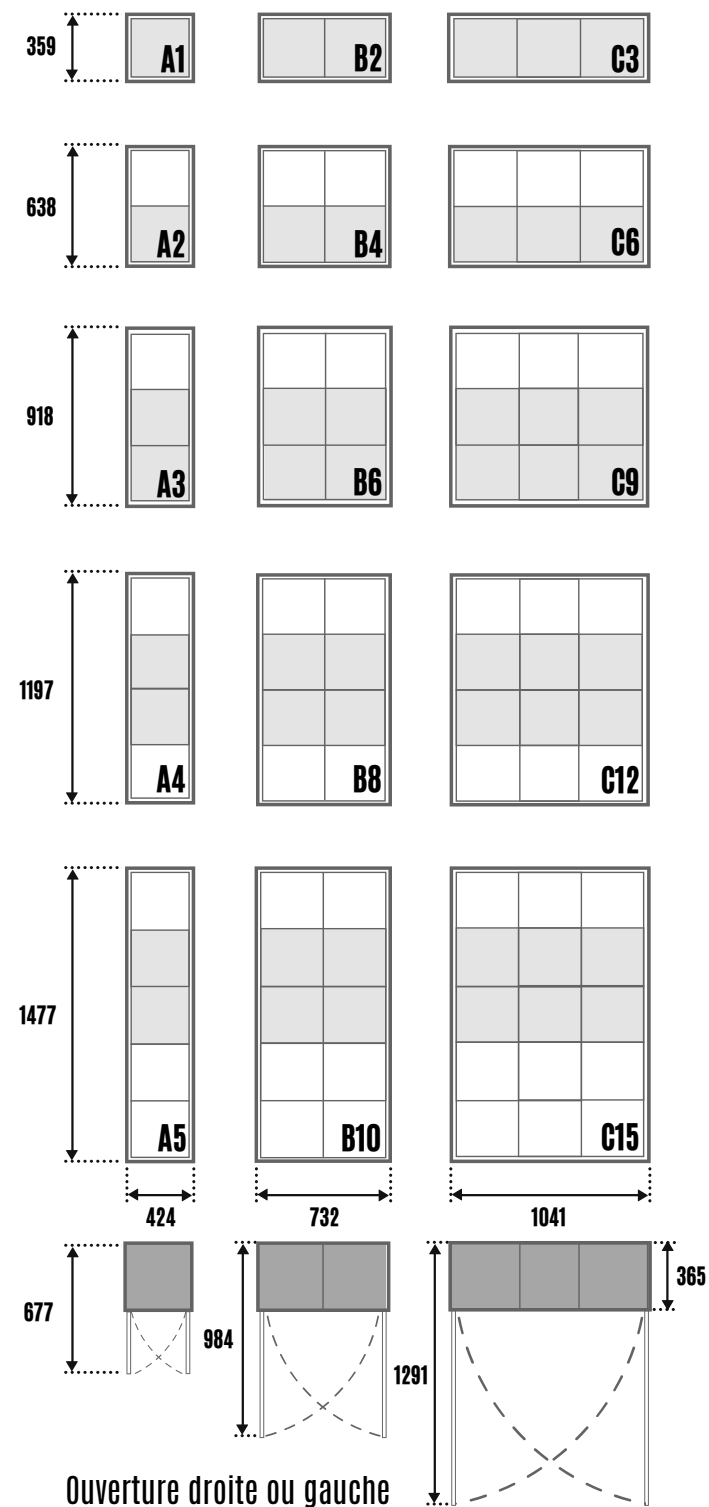 359
A1
B2
C3
638
A2
B4
C6
918
A3
B6
C9
1197
A4
B8
C12
1477
A5
B10
C15
424
732
1041
677
984
1291
365
Ouverture droite ou gauche